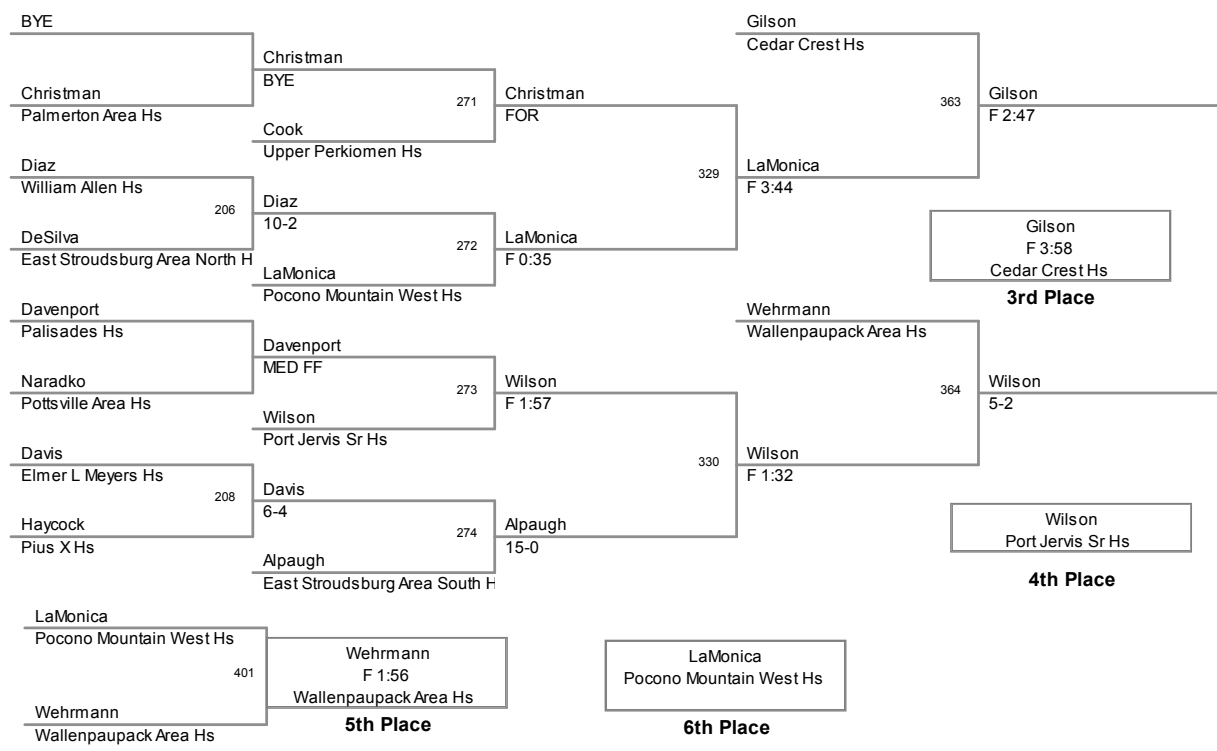 BYE
Christman
Palmerton Area Hs
Diaz
William Allen Hs
206
DeSilva
East Stroudsburg Area North H
Davenport
Palisades Hs
Naradko
Pottsville Area Hs
Davis
Elmer L Meyers Hs
208
Haycock
Pius X Hs
Christman
BYE
271
Cook
Upper Perkiomen Hs
Diaz
10-2
272
LaMonica
Pocono Mountain West Hs
Davenport
MED FF
273
Wilson
Port Jervis Sr Hs
Davis
6-4
274
Alpaugh
East Stroudsburg Area South H
Christman
FOR
329
LaMonica
F 0:35
Wilson
F 1:57
330
Alpaugh
15-0
Gilson
Cedar Crest Hs
363
LaMonica
F 3:44
Wehrmann
Wallenpaupack Area Hs
364
Wilson
F 1:32
Gilson
F 2:47
Gilson
F 3:58
Cedar Crest Hs
3rd Place
Wilson
5-2
Wilson
Port Jervis Sr Hs
4th Place
LaMonica
Pocono Mountain West Hs
401
Wehrmann
Wallenpaupack Area Hs
Wehrmann
F 1:56
Wallenpaupack Area Hs
5th Place
LaMonica
Pocono Mountain West Hs
6th Place